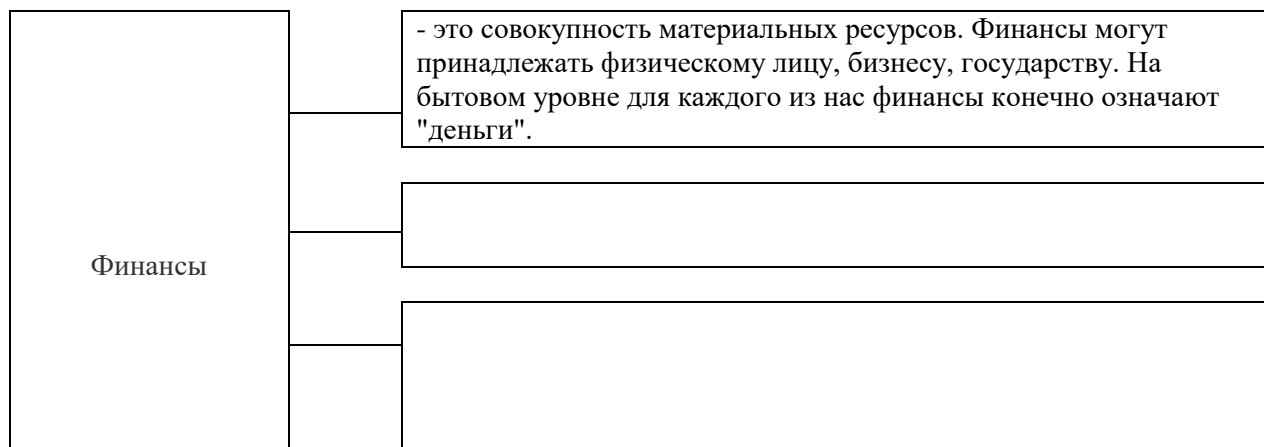 - это совокупность материальных ресурсов. Финансы могут
принадлежать физическому лицу, бизнесу, государству. На
бытовом уровне для каждого из нас финансы конечно означают
"деньги".
Финансы